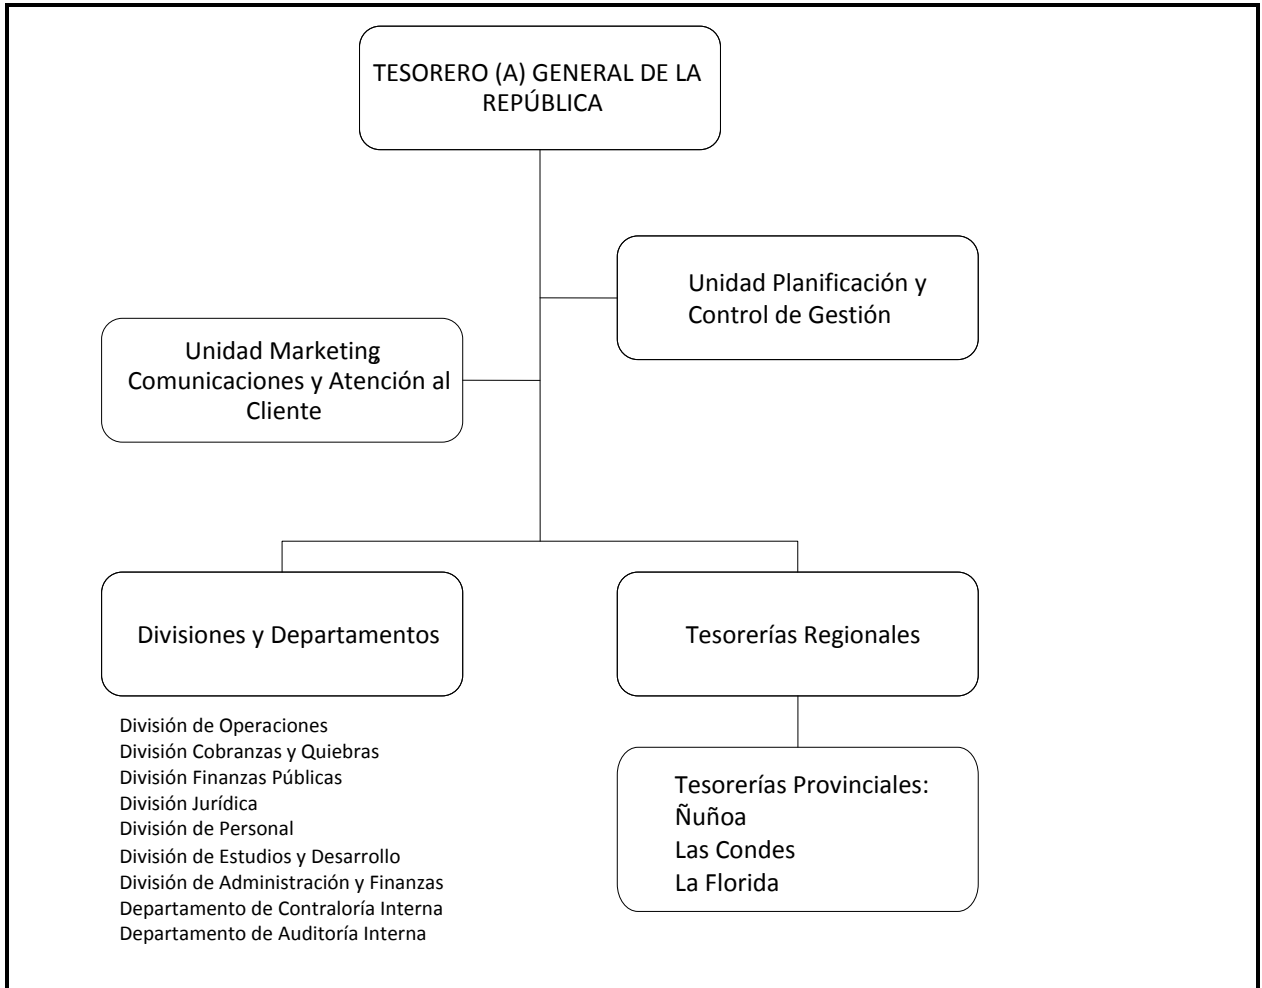 TESORERO (A) GENERAL DE LA
REPÚBLICA
Unidad Planificación y
Control de Gestión
Unidad Marketing,
Comunicaciones y Atención al
Cliente
Divisiones y Departamentos
Tesorerías Regionales
División de Operaciones
División Cobranzas y Quiebras
División Finanzas Públicas
División Jurídica
División de Personal
División de Estudios y Desarrollo
División de Administración y Finanzas
Departamento de Contraloría Interna
Departamento de Auditoría Interna
Tesorerías Provinciales:
Ñuñoa
Las Condes
La Florida